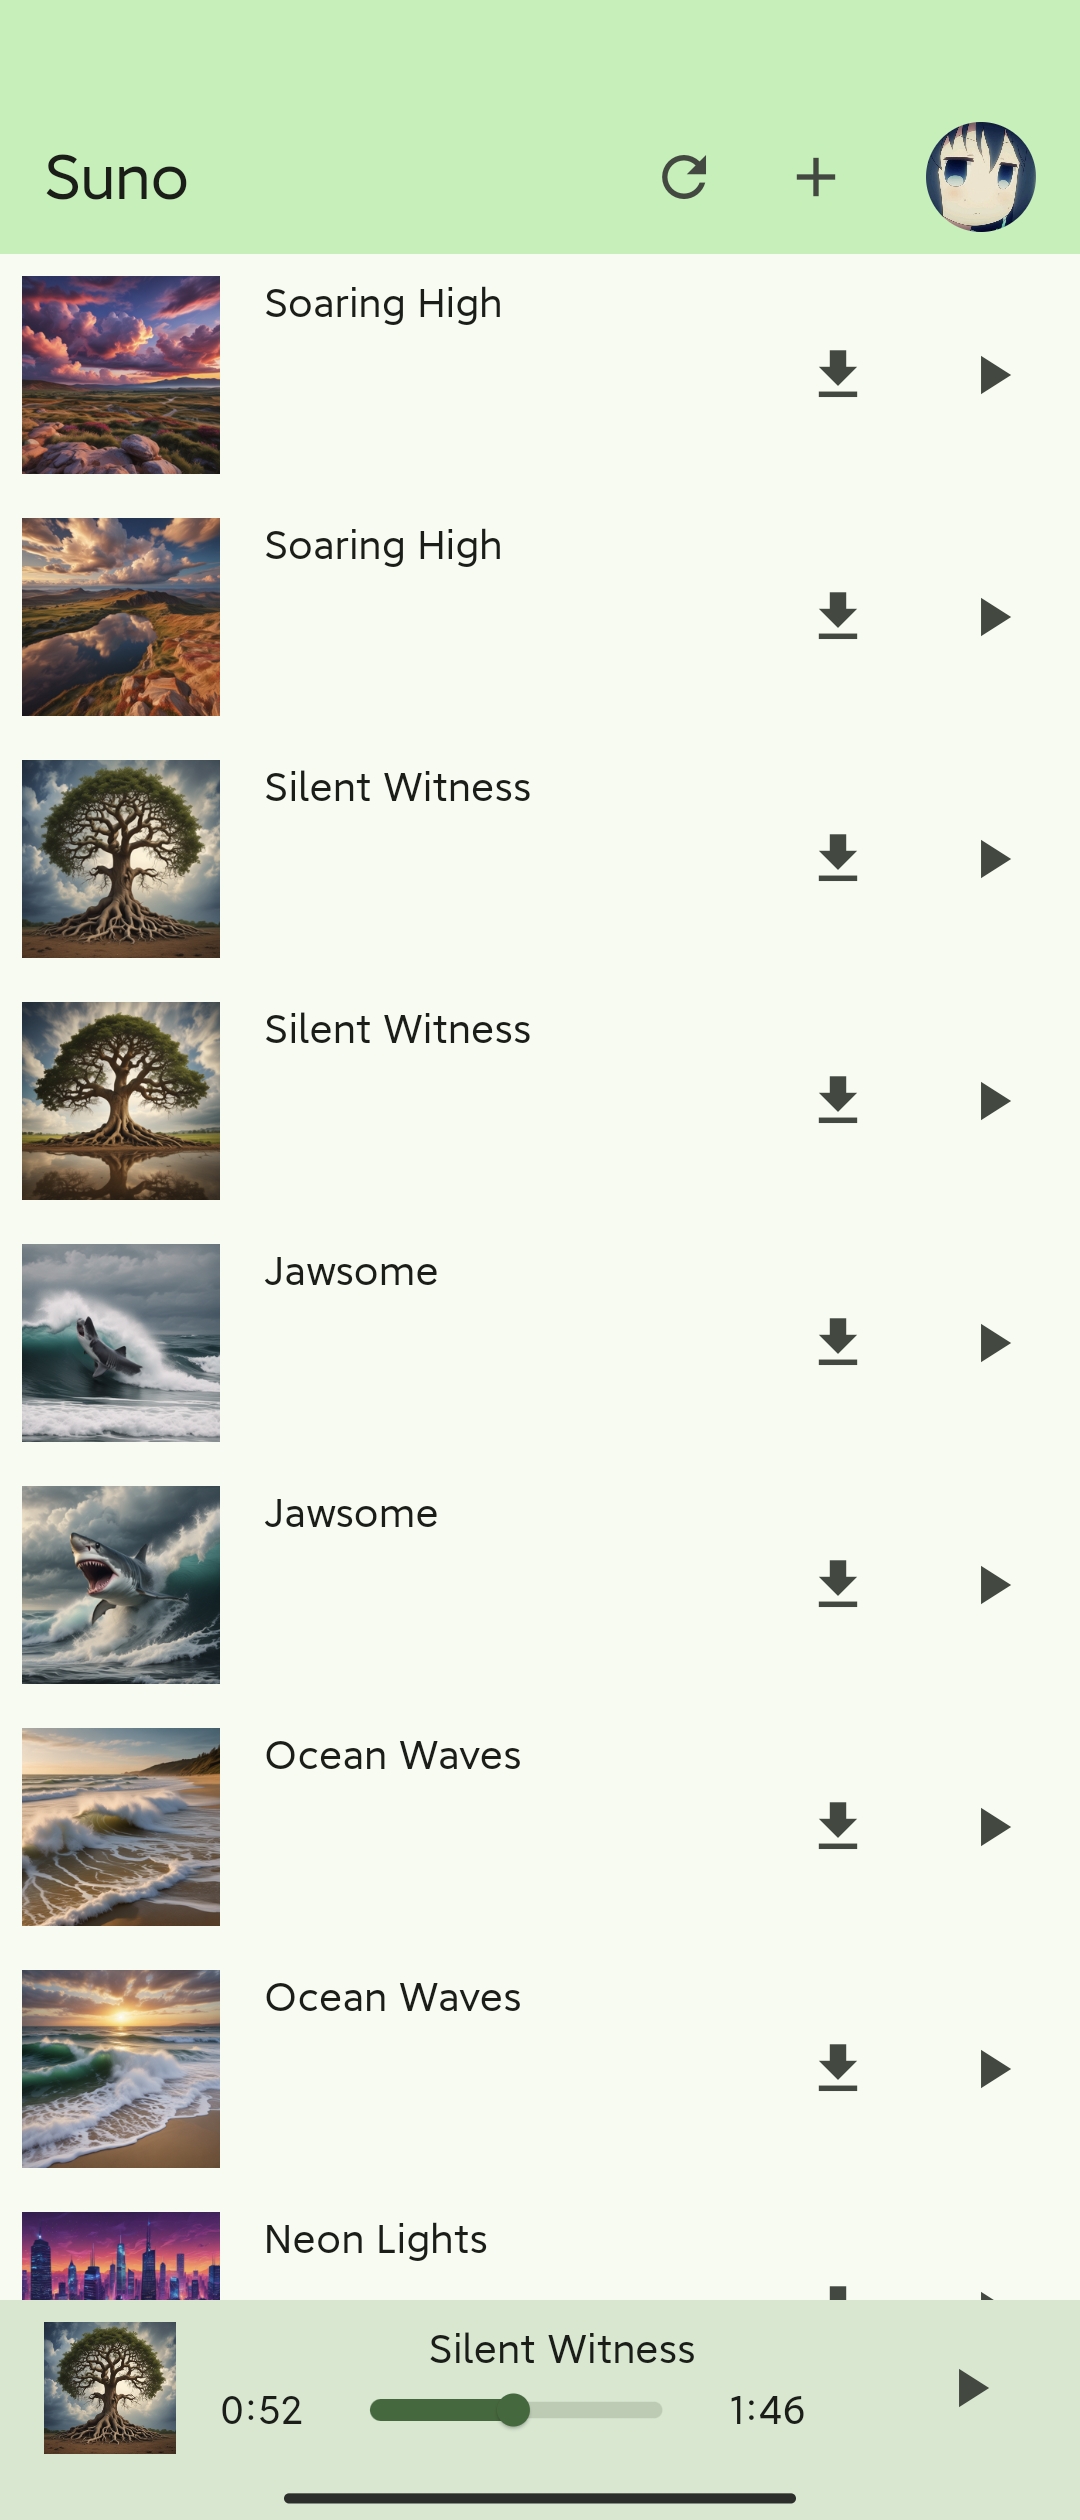 Suno
Soaring High
Soaring High
Silent Witness
Silent Witness
Jawsome
Jawsome
Ocean Waves
Ocean Waves
Neon Lights
Silent Witness
0:52
1:46